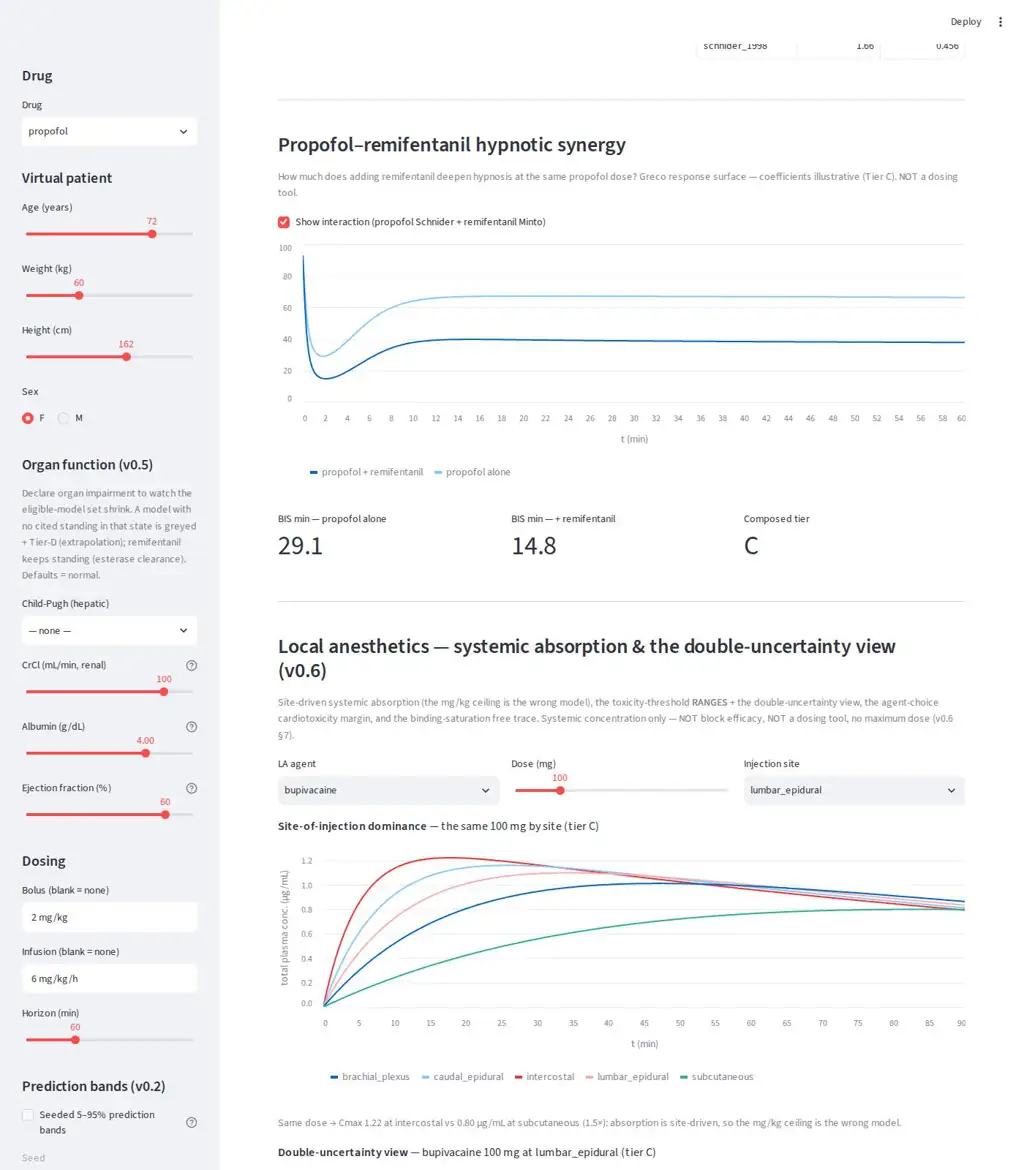 Deploy
schnider_1998 1.66 0.456
Drug
Drug
propofol
Virtual patient
Age (years)
72
Weight (kg)
60
Height (cm)
162
Sex
F M
Organ function (v0.5)
Declare organ impairment to watch the
eligible-model set shrink. A model with
no cited standing in that state is greyed
+ Tier-D (extrapolation); remifentanil
keeps standing (esterase clearance).
Defaults = normal.
Child-Pugh (hepatic)
— none —
CrCl (mL/min, renal)
100
Albumin (g/dL)
4.00
Ejection fraction (%)
60
Dosing
Bolus (blank = none)
2 mg/kg
Infusion (blank = none)
6 mg/kg/h
Horizon (min)
60
Prediction bands (v0.2)
Seeded 5–95% prediction
bands
Seed
Propofol–remifentanil hypnotic synergy
How much does adding remifentanil deepen hypnosis at the same propofol dose? Greco response surface — coefficients illustrative (Tier C). NOT a dosing
tool.
Show interaction (propofol Schnider + remifentanil Minto)
100
80
60
40
20
0
0 2 4 6 8 10 12 14 16 18 20 22 24 26 28 30 32 34 36 38 40 42 44 46 48 50 52 54 56 58 60
t (min)
propofol + remifentanil propofol alone
BIS min — propofol alone BIS min — + remifentanil Composed tier
29.1 14.8 C
Local anesthetics — systemic absorption & the double-uncertainty view
(v0.6)
Site-driven systemic absorption (the mg/kg ceiling is the wrong model), the toxicity-threshold RANGES + the double-uncertainty view, the agent-choice
cardiotoxicity margin, and the binding-saturation free trace. Systemic concentration only — NOT block efficacy, NOT a dosing tool, no maximum dose (v0.6
§7).
LA agent Dose (mg) Injection site
100
bupivacaine lumbar_epidural
Site-of-injection dominance — the same 100 mg by site (tier C)
total plasma conc. (µg/mL)
1.2
1.0
0.8
0.6
0.4
0.2
0.0
0 5 10 15 20 25 30 35 40 45 50 55 60 65 70 75 80 85 90
t (min)
brachial_plexus caudal_epidural intercostal lumbar_epidural subcutaneous
Same dose → Cmax 1.22 at intercostal vs 0.80 µg/mL at subcutaneous (1.5×): absorption is site-driven, so the mg/kg ceiling is the wrong model.
Double-uncertainty view — bupivacaine 100 mg at lumbar_epidural (tier C)